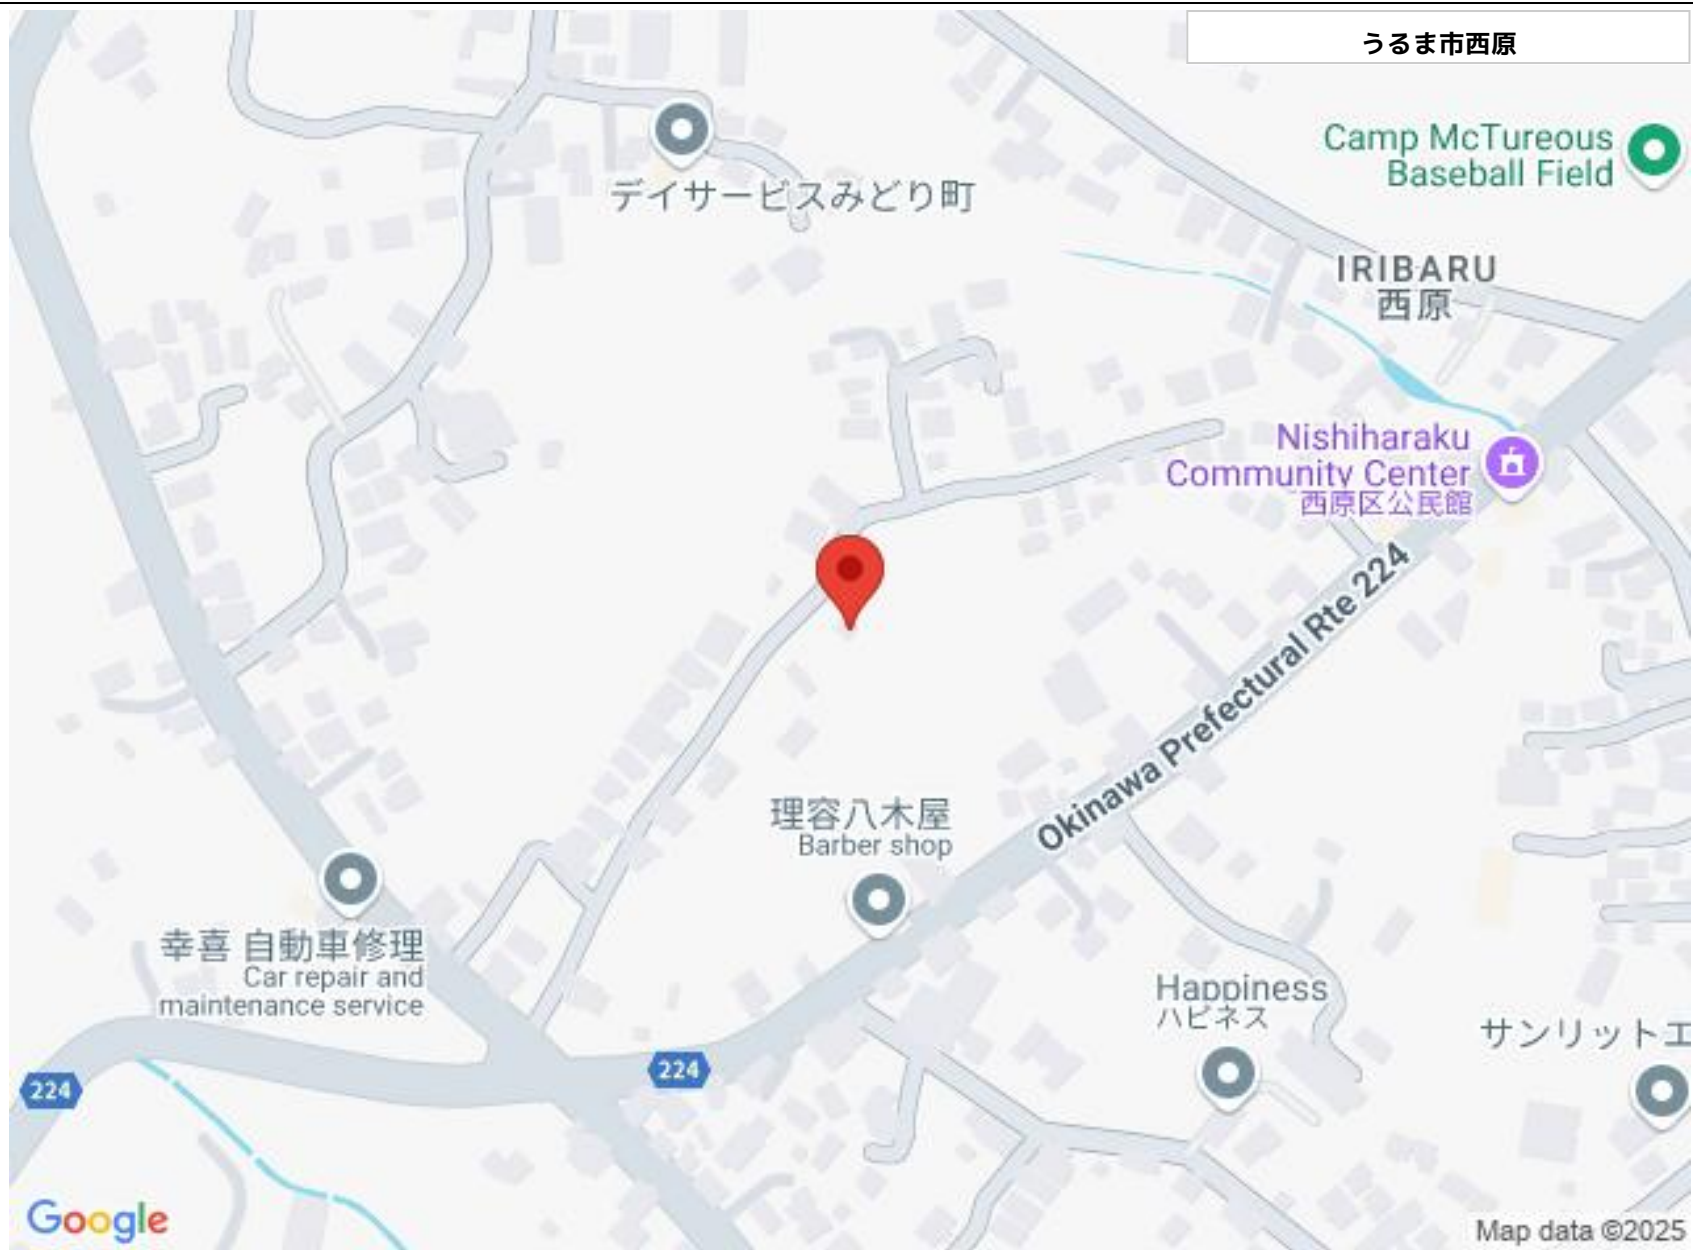 うるま市西原
Camp McTureous
Baseball Field
デイサービスみどり町
IRIBARU
西原
Nishiharaku
Community Center
西原区公民館
Okinawa Prefectural Rte 224
理容八木屋
Barber shop
幸喜 自動車修理
Car repair and
maintenance service
Happiness
ハピネス
サンリットエ
224
224
Google
Map data ©2025